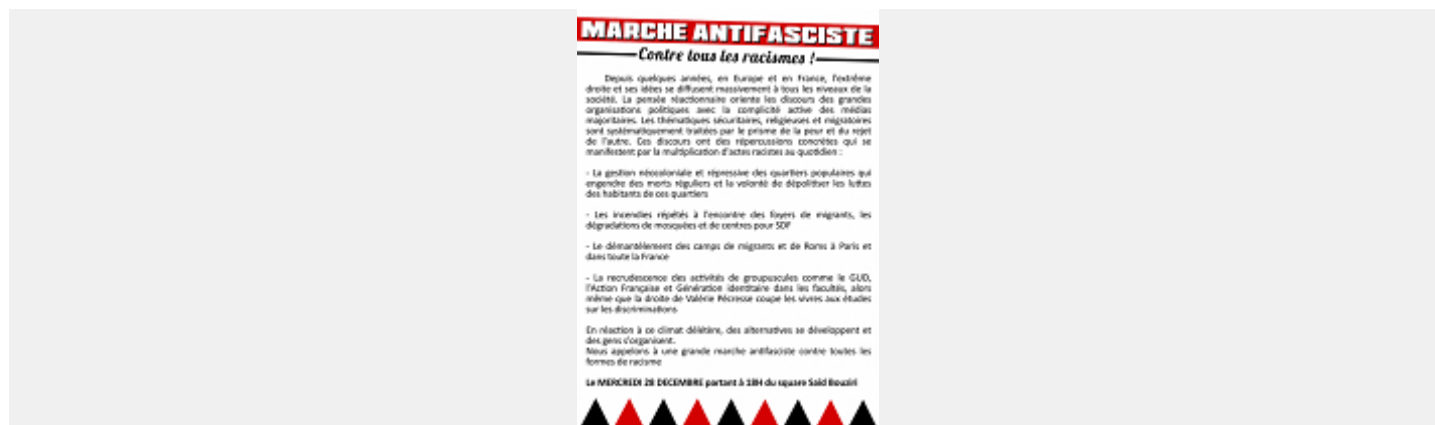 MARCHE ANTIFASCISTE
Contre tous les racismes !
Depuis quelques années, en Europe et en France, l'extrême
droite et ses idées se diffusent massivement à tous les niveaux de la
société. La pensée réactionnaire oriente les discours des grandes
organisations politiques avec la complicité active des médias
majoritaires. Les thématiques sécuritaires, religieuses et migratoires
sont systématiquement traitées par le prisme de la peur et du rejet
de l'autre. Ces discours ont des répercussions concrètes qui se
manifestent par la multiplication d'actes racistes au quotidien :
- La gestion néocoloniale et répressive des quartiers populaires qui
engendre des morts réguliers et la volonté de dépolitiser les luttes
des habitants de ces quartiers
- Les incendies répétés à l'encontre des foyers de migrants, les
dégradations de mosquées et de centres pour SDF
- Le démantèlement des camps de migrants et de Roms à Paris et
dans toute la France
- La recrudescence des activités de groupuscules comme le GUD,
l'Action Française et Génération identitaire dans les facultés, alors
même que la droite de Valérie Pécresse coupe les vivres aux études
sur les discriminations
En réaction à ce climat délétère, des alternatives se développent et
des gens s'organisent.
Nous appelons à une grande marche antifasciste contre toutes les
formes de racisme
Le MERCREDI 28 DECEMBRE partant à 18H du square Saïd Bouziri